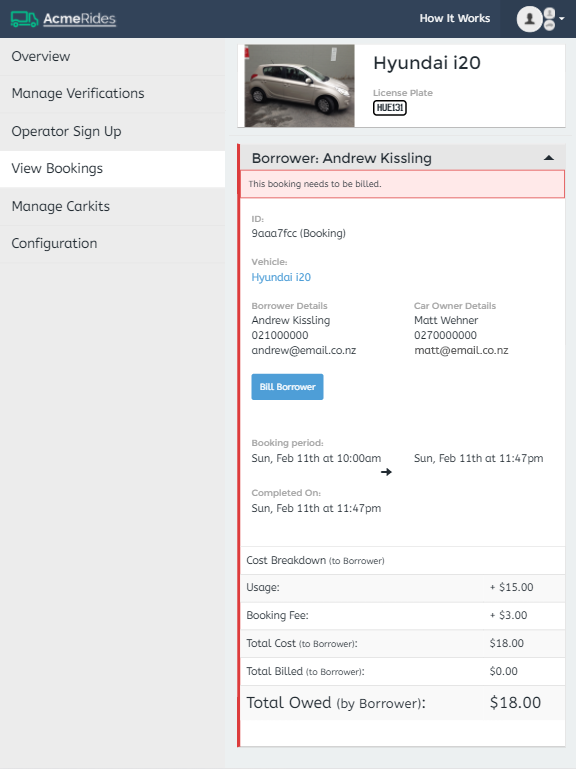 AcmeRides
How It Works
Overview
Manage Verifications
Operator Sign Up
View Bookings
Manage Carkits
Configuration
Hyundai i20
License Plate
HUE131
Borrower: Andrew Kissling
This booking needs to be billed.
ID:
9aaa7fcc (Booking)
Vehicle:
Hyundai i20
Borrower Details
Andrew Kissling
021000000
andrew@email.co.nz
Car Owner Details
Matt Wehner
0270000000
matt@email.co.nz
Bill Borrower
Booking period:
Sun, Feb 11th at 10:00am
Sun, Feb 11th at 11:47pm
Completed On:
Sun, Feb 11th at 11:47pm
Cost Breakdown (to Borrower)
Usage: + $15.00
Booking Fee: + $3.00
Total Cost (to Borrower): $18.00
Total Billed (to Borrower): $0.00
Total Owed (by Borrower): $18.00